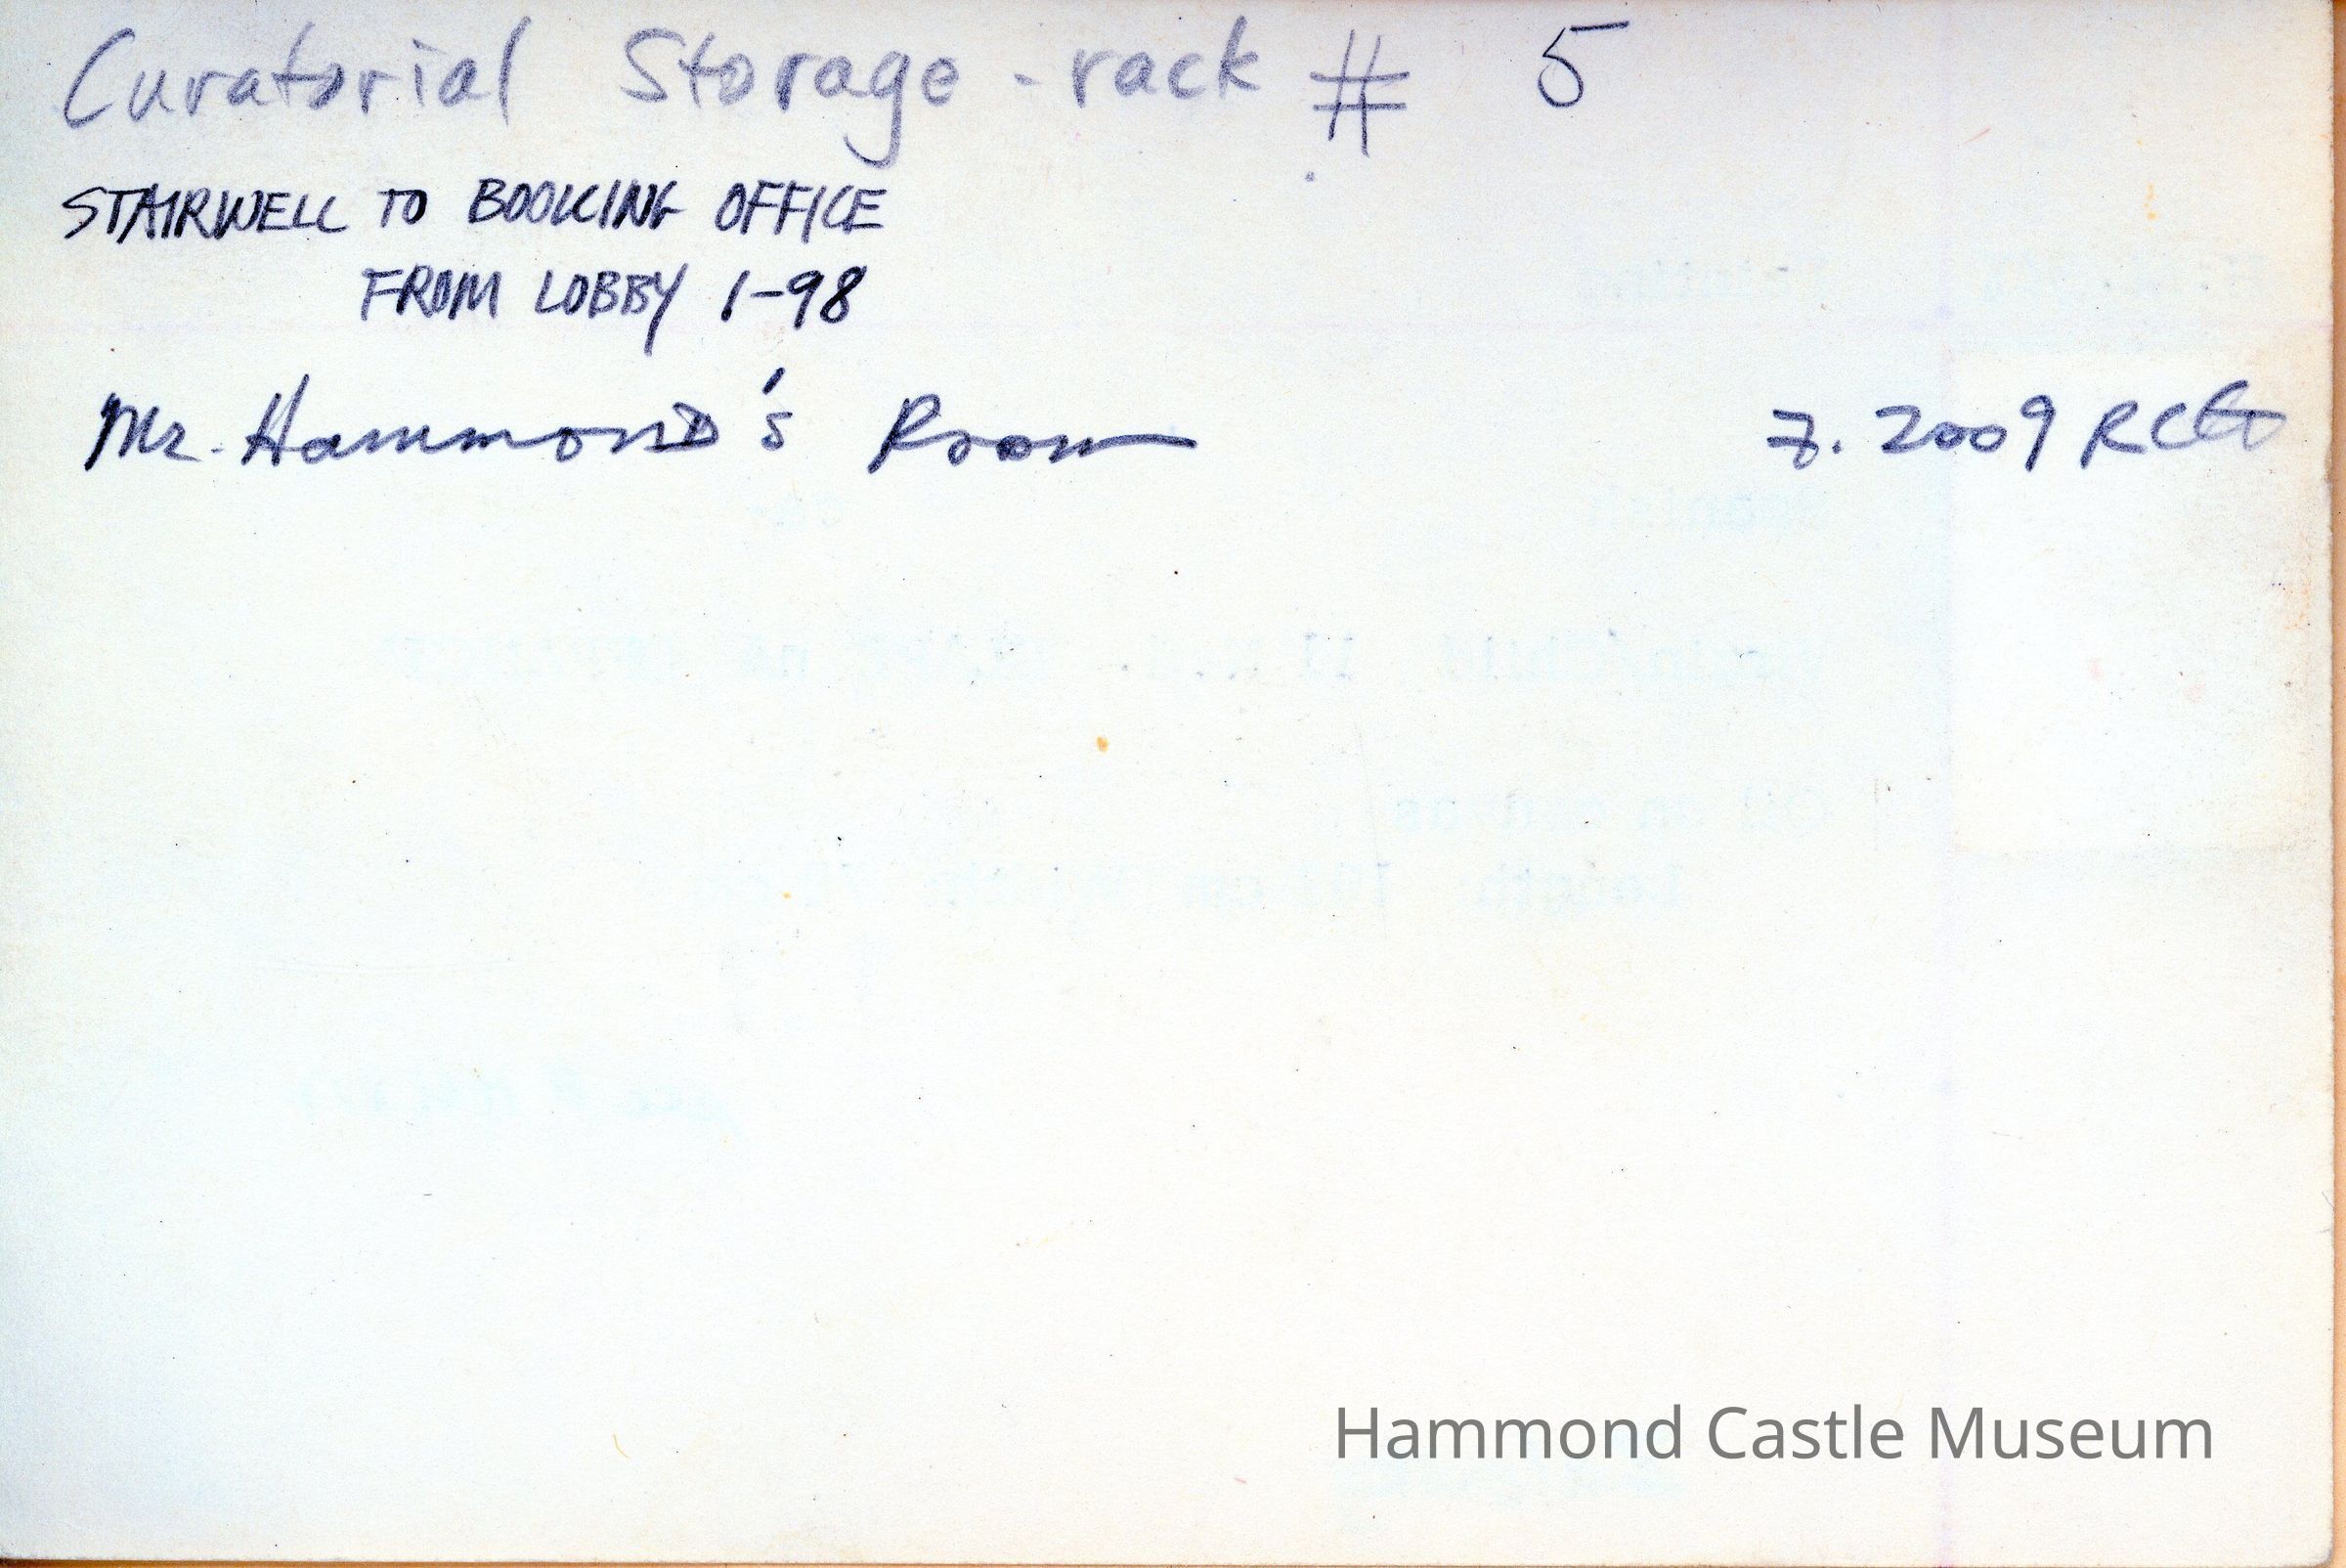 Curatorial Storage - rack # 5
STAIRWELL TO BOOKING OFFICE
FROM LOBBY 1-98
Mr. Hammond's Room 7. 2009 RCG
Hammond Castle Museum